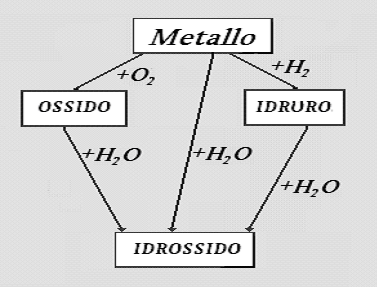 Metallo
+O₂
+H₂
OSSIDO
IDRURO
+H₂O
+H₂O
+H₂O
IDROSSIDO